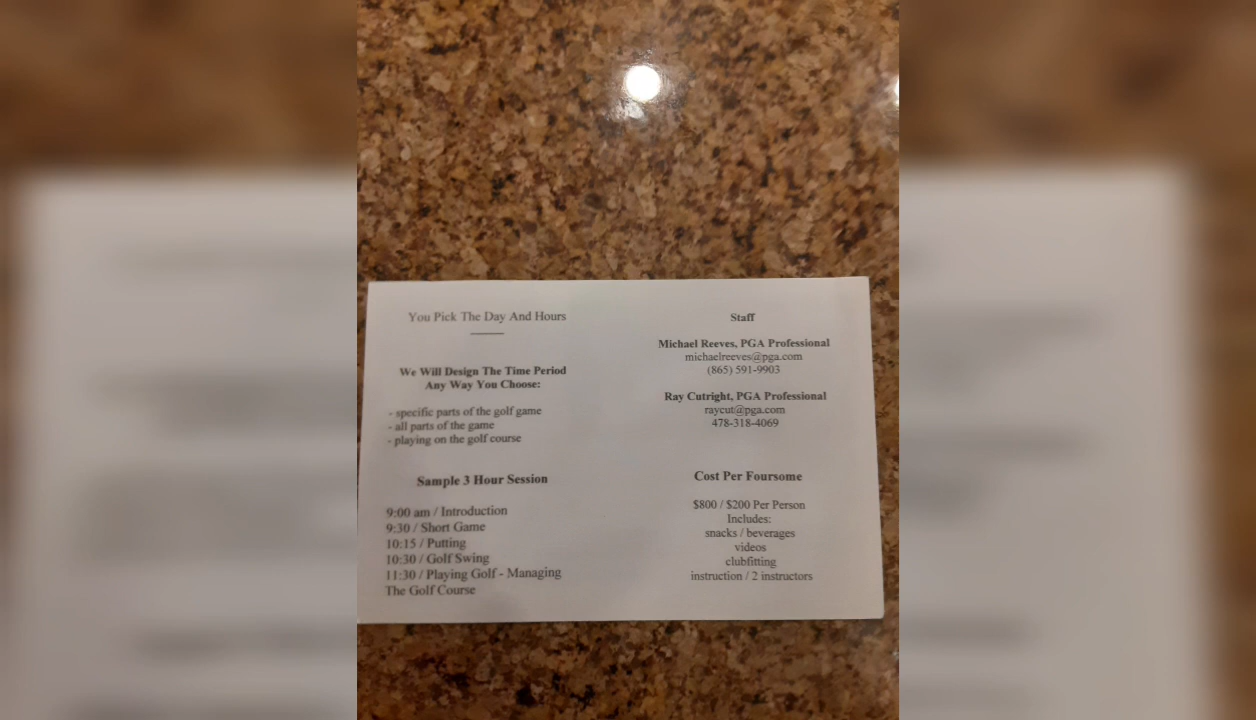 You Pick The Day And Hours
We Will Design The Time Period
Any Way You Choose:
- specific parts of the golf game
- all parts of the game
- playing on the golf course
Sample 3 Hour Session
9:00 am / Introduction
9:30 / Short Game
10:15 / Putting
10:30 / Golf Swing
11:30 / Playing Golf - Managing
The Golf Course
Staff
Michael Reeves, PGA Professional
michaelreeves@pga.com
(865) 591-9903
Ray Cutright, PGA Professional
raycut@pga.com
478-318-4069
Cost Per Foursome
$800 / $200 Per Person
Includes:
snacks / beverages
videos
clubfitting
instruction / 2 instructors